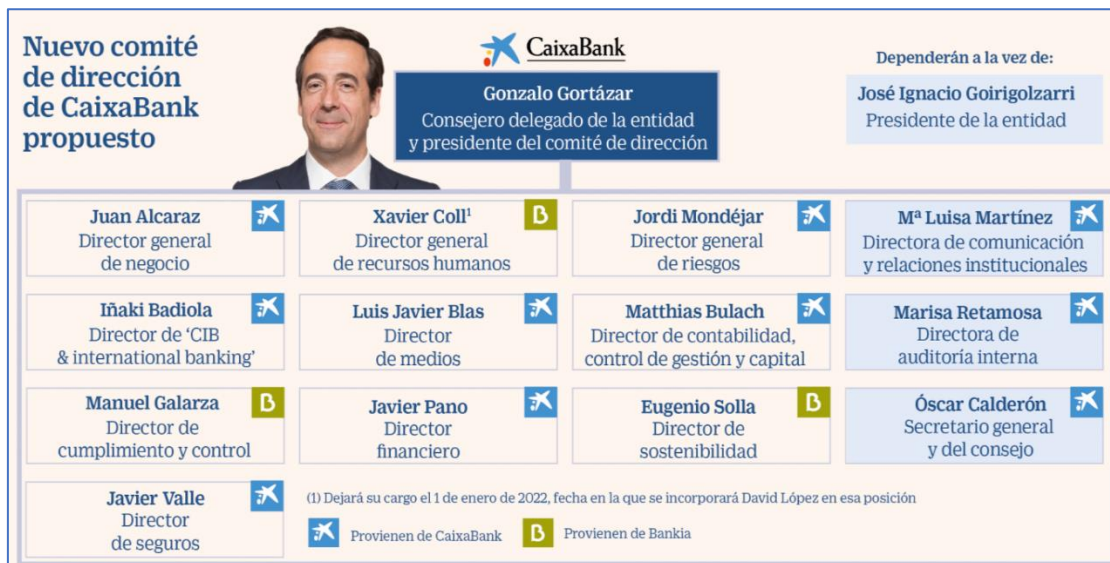 Nuevo comité
de dirección
de CaixaBank
propuesto
CaixaBank
Gonzalo Gortázar
Consejero delegado de la entidad
y presidente del comité de dirección
Dependerán a la vez de:
José Ignacio Goirigolzarri
Presidente de la entidad
Juan Alcaraz
Director general
de negocio
Xavier Coll¹
B
Director general
de recursos humanos
Jordi Mondéjar
Director general
de riesgos
Mª Luisa Martínez
Directora de comunicación
y relaciones institucionales
Iñaki Badiola
Director de ‘CIB
& international banking’
Luis Javier Blas
Director
de medios
Matthias Bulach
Director de contabilidad,
control de gestión y capital
Marisa Retamosa
Directora de
auditoría interna
Manuel Galarza
B
Director de
cumplimiento y control
Javier Pano
Director
financiero
Eugenio Solla
B
Director de
sostenibilidad
Óscar Calderón
Secretario general
y del consejo
Javier Valle
Director
de seguros
(1) Dejará su cargo el 1 de enero de 2022, fecha en la que se incorporará David López en esa posición
Provienen de CaixaBank
B Provienen de Bankia